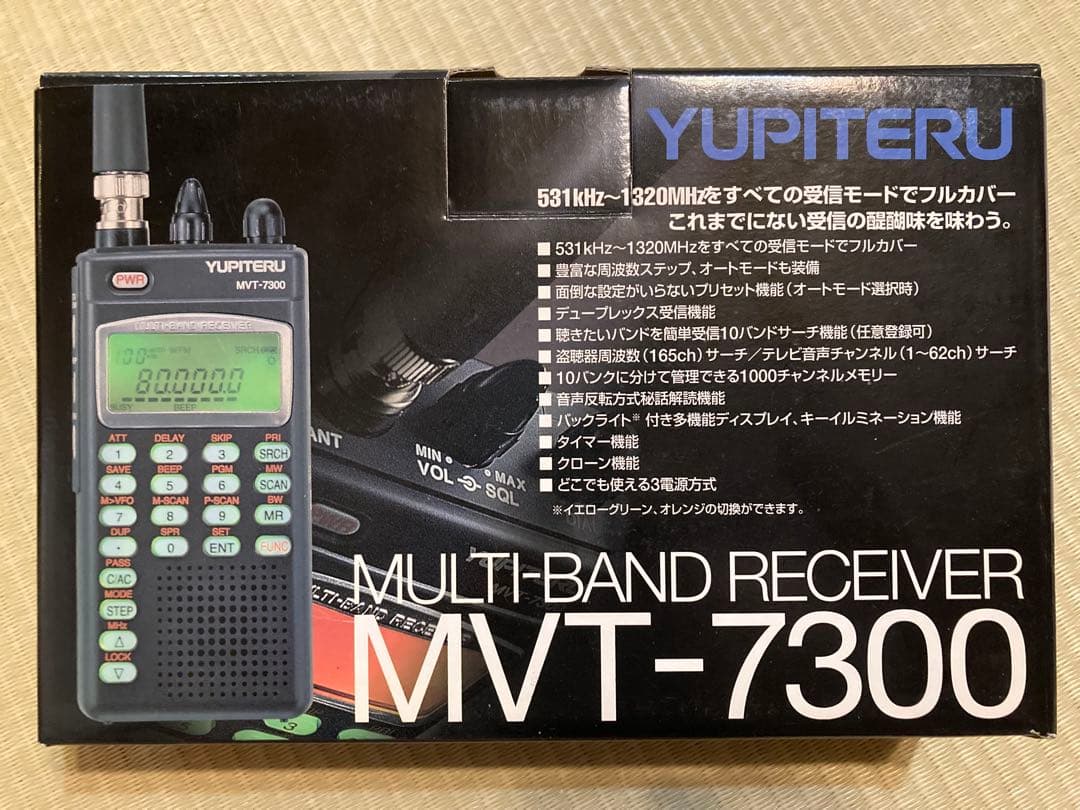 YUPITERU
531kHz~1320MHzをすべての受信モードでフルカバー
これまでにない受信の醍醐味を味わう。
■531kHz~1320MHzをすべての受信モードでフルカバー
■豊富な周波数ステップ、オートモードも装備
■面倒な設定がいらないプリセット機能(オートモード選択時)
■デュープレックス受信機能
■聴きたいバンドを簡単受信10バンドサーチ機能(任意登録可)
■盗聴器周波数(165ch)サーチ/テレビ音声チャンネル(1~62ch)サーチ
■10バンクに分けて管理できる1000チャンネルメモリー
■音声反転方式秘話解読機能
■バックライト※付き多機能ディスプレイ、キーイルミネーション機能
■タイマー機能
■クローン機能
■どこでも使える3電源方式
※イエローグリーン、オレンジの切換ができます。
MULTI-BAND RECEIVER
MVT-7300
YUPITERU
MVT-7300
PWR
MULTI-BAND RECEIVER
100 SRCH
80.000.0
BUSY BEEP
ATT DELAY SKIP PRI
1 2 3 SRCH
SAVE BEEP PGM MW
4 5 6 SCAN
M>VFO M-SCAN P-SCAN BW
7 8 9 MR
DUP SPR SET
· 0 ENT FUNC
PASS
C/AC
MODE
STEP
MHz
△
LOCK
▽
ANT
MIN MAX
VOL SQL
PWR
YUPITE
MULTI-BAND RECE
3